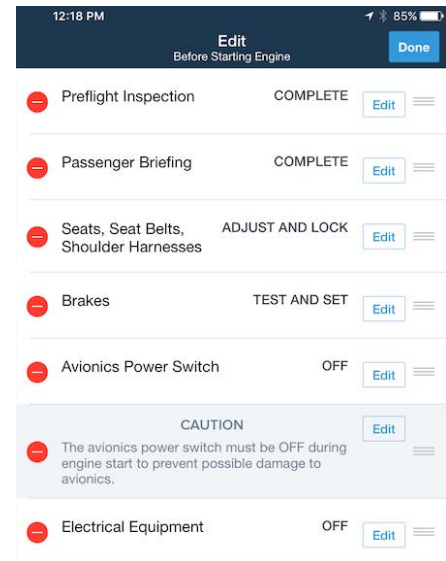 12:18 PM 85%
Edit
Before Starting Engine
Done
Preflight Inspection COMPLETE Edit
Passenger Briefing COMPLETE Edit
Seats, Seat Belts, ADJUST AND LOCK
Shoulder Harnesses Edit
Brakes TEST AND SET Edit
Avionics Power Switch OFF Edit
CAUTION Edit
The avionics power switch must be OFF during
engine start to prevent possible damage to
avionics.
Electrical Equipment OFF Edit